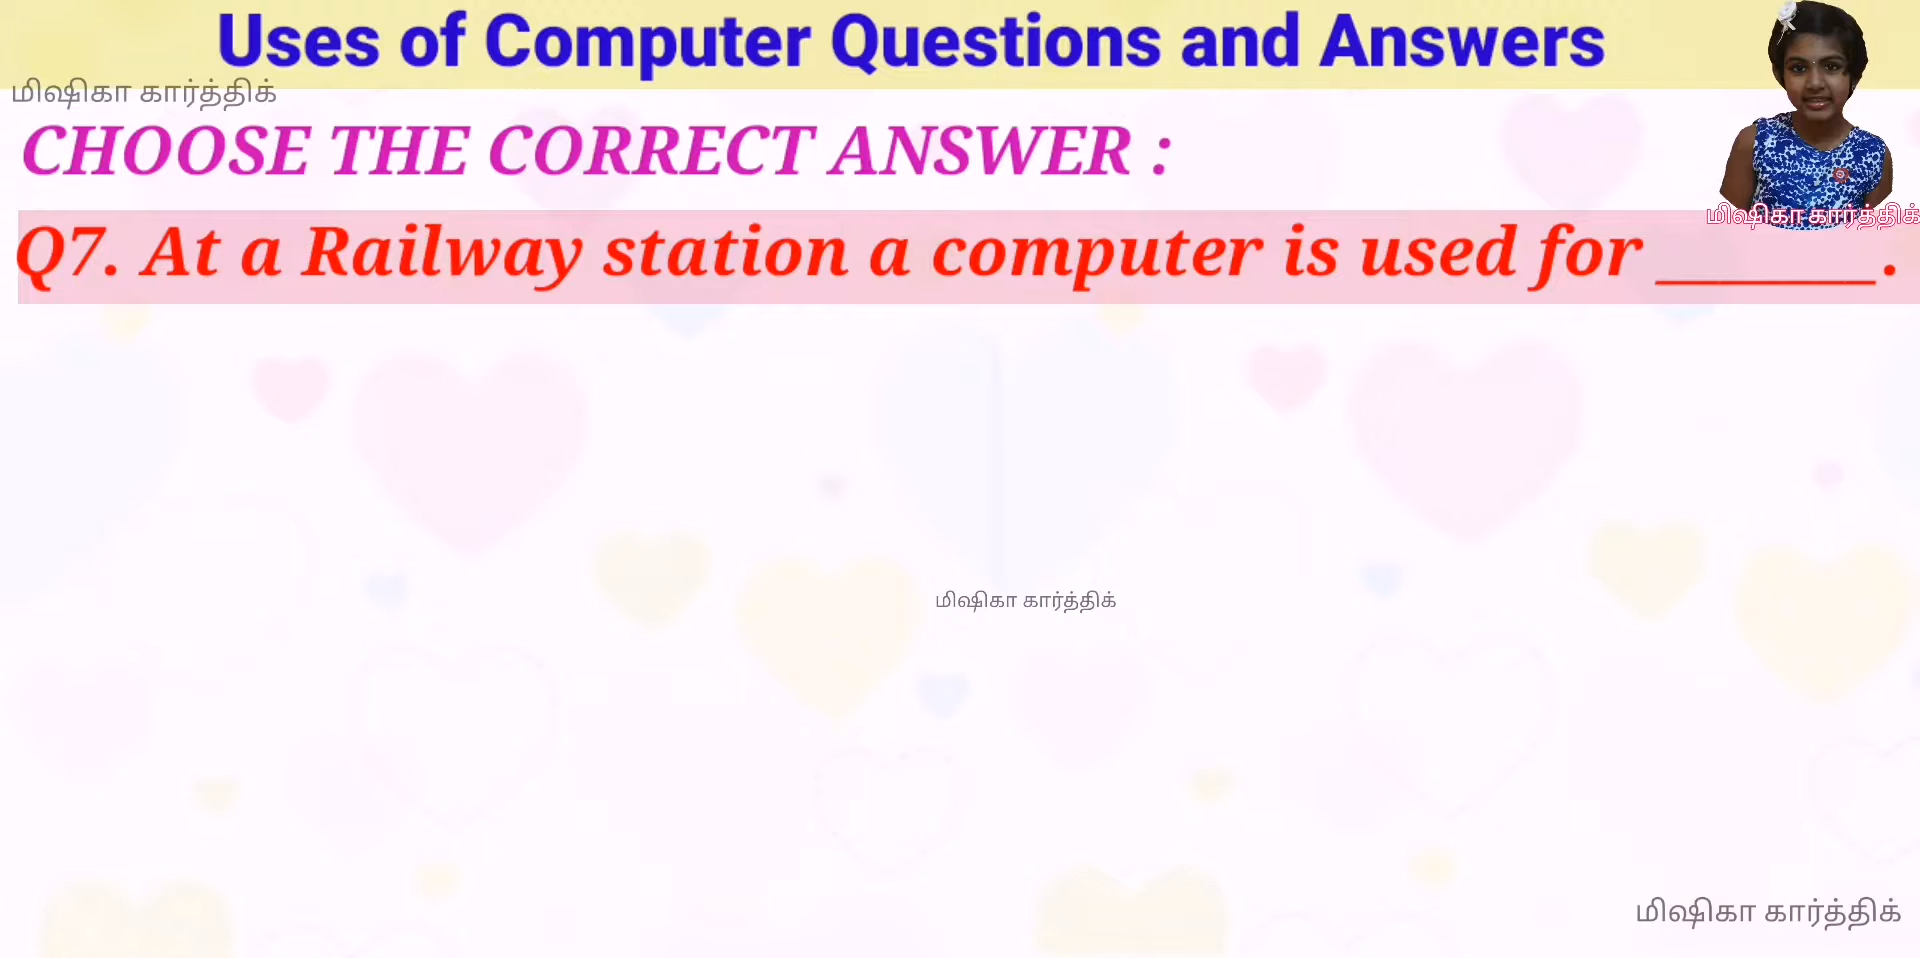 Uses of Computer Questions and Answers
மிஷிகா கார்த்திக்
CHOOSE THE CORRECT ANSWER :
மிஷிகா கார்த்திக்
Q7. At a Railway station a computer is used for _______.
மிஷிகா கார்த்திக்
மிஷிகா கார்த்திக்